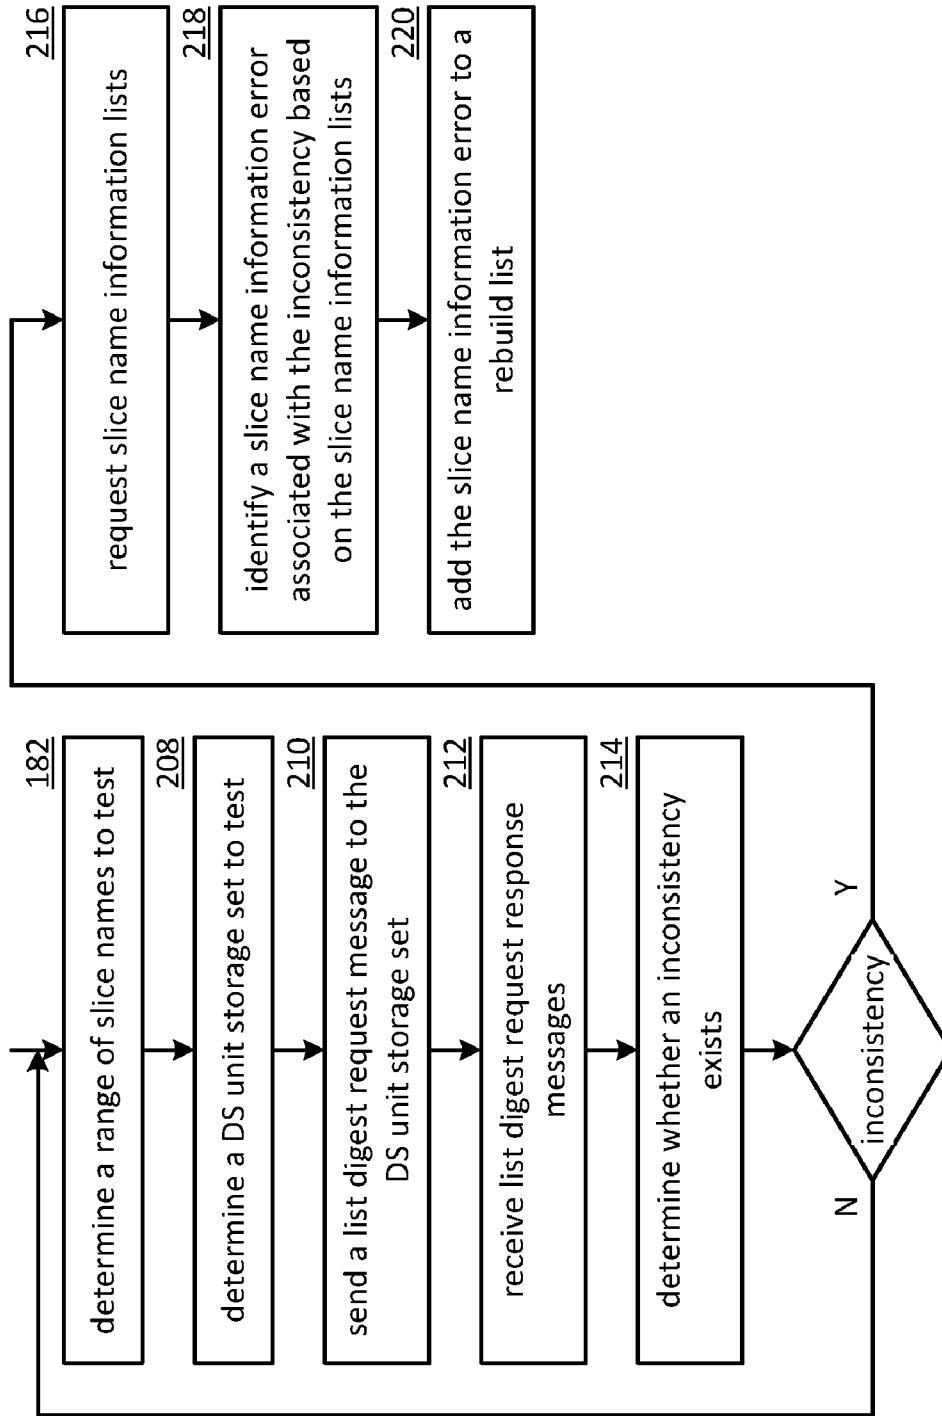 182
determine a range of slice names to test
208
determine a DS unit storage set to test
210
send a list digest request message to the
DS unit storage set
212
receive list digest request response
messages
214
determine whether an inconsistency
exists
inconsistency
N
Y
216
request slice name information lists
218
identify a slice name information error
associated with the inconsistency based
on the slice name information lists
220
add the slice name information error to a
rebuild list